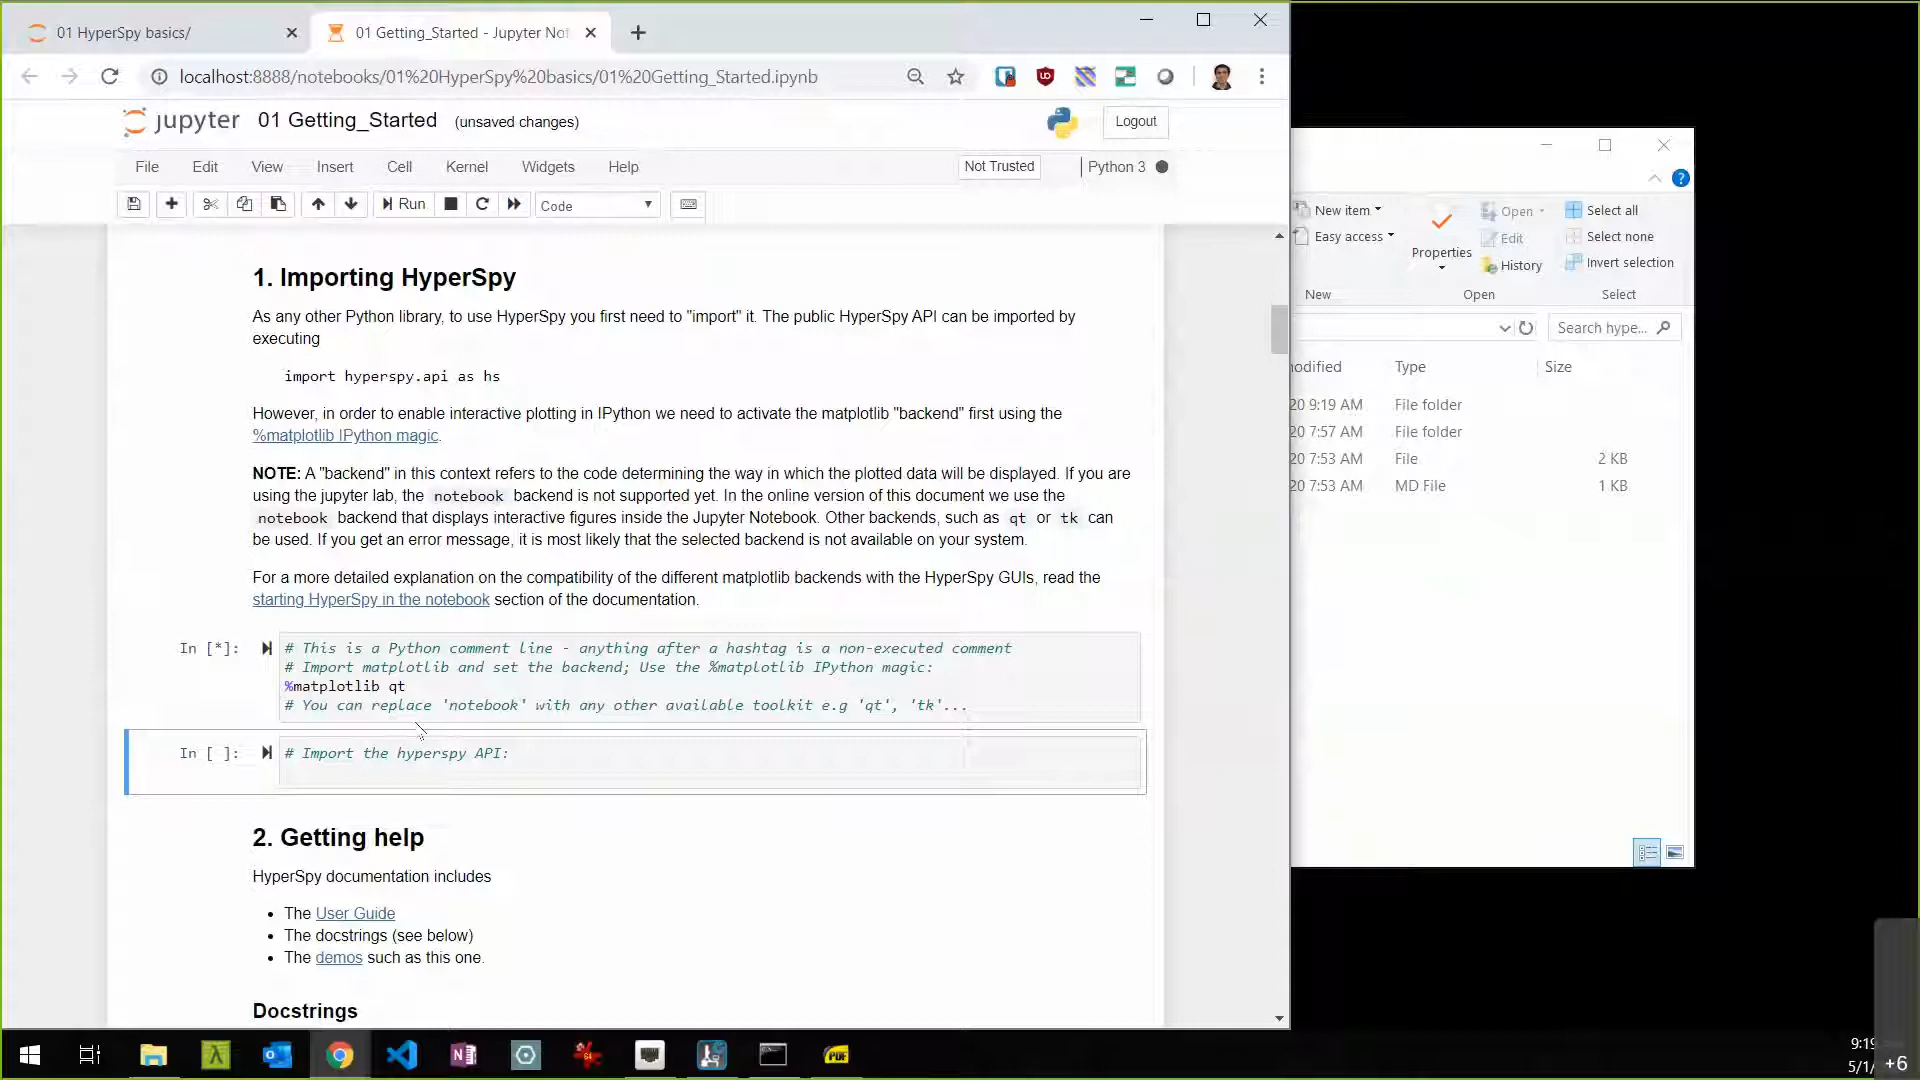 01 HyperSpy basics/
01 Getting_Started - Jupyter Not
localhost:8888/notebooks/01%20HyperSpy%20basics/01%20Getting_Started.ipynb
jupyter 01 Getting_Started (unsaved changes)
Logout
File Edit View Insert Cell Kernel Widgets Help
Not Trusted
Python 3
Run
Code
1. Importing HyperSpy
As any other Python library, to use HyperSpy you first need to "import" it. The public HyperSpy API can be imported by
executing
import hyperspy.api as hs
However, in order to enable interactive plotting in IPython we need to activate the matplotlib "backend" first using the
%matplotlib IPython magic.
NOTE: A "backend" in this context refers to the code determining the way in which the plotted data will be displayed. If you are
using the jupyter lab, the notebook backend is not supported yet. In the online version of this document we use the
notebook backend that displays interactive figures inside the Jupyter Notebook. Other backends, such as qt or tk can
be used. If you get an error message, it is most likely that the selected backend is not available on your system.
For a more detailed explanation on the compatibility of the different matplotlib backends with the HyperSpy GUIs, read the
starting HyperSpy in the notebook section of the documentation.
In [*]:
# This is a Python comment line - anything after a hashtag is a non-executed comment
# Import matplotlib and set the backend; Use the %matplotlib IPython magic:
%matplotlib qt
# You can replace 'notebook' with any other available toolkit e.g 'qt', 'tk'...
In [ ]:
# Import the hyperspy API:
2. Getting help
HyperSpy documentation includes
• The User Guide
• The docstrings (see below)
• The demos such as this one.
Docstrings
New item
Easy access
New
Properties
Open
Edit
History
Open
Select all
Select none
Invert selection
Select
Search hype...
odified Type Size
20 9:19 AM File folder
20 7:57 AM File folder
20 7:53 AM File 2 KB
20 7:53 AM MD File 1 KB
PDF
9:19
5/1/
+6